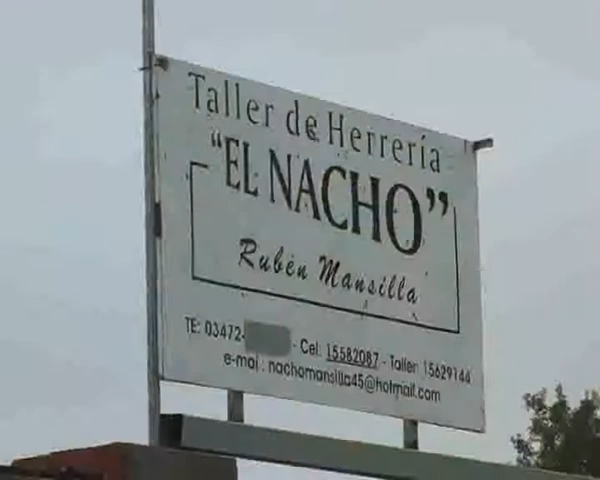 Taller de Herrería
"EL NACHO"
Rubén Mansilla
TE: 03472- - Cel: 15582087 - Taller: 15629144
e-mai : nachomansilla45@hotmail.com